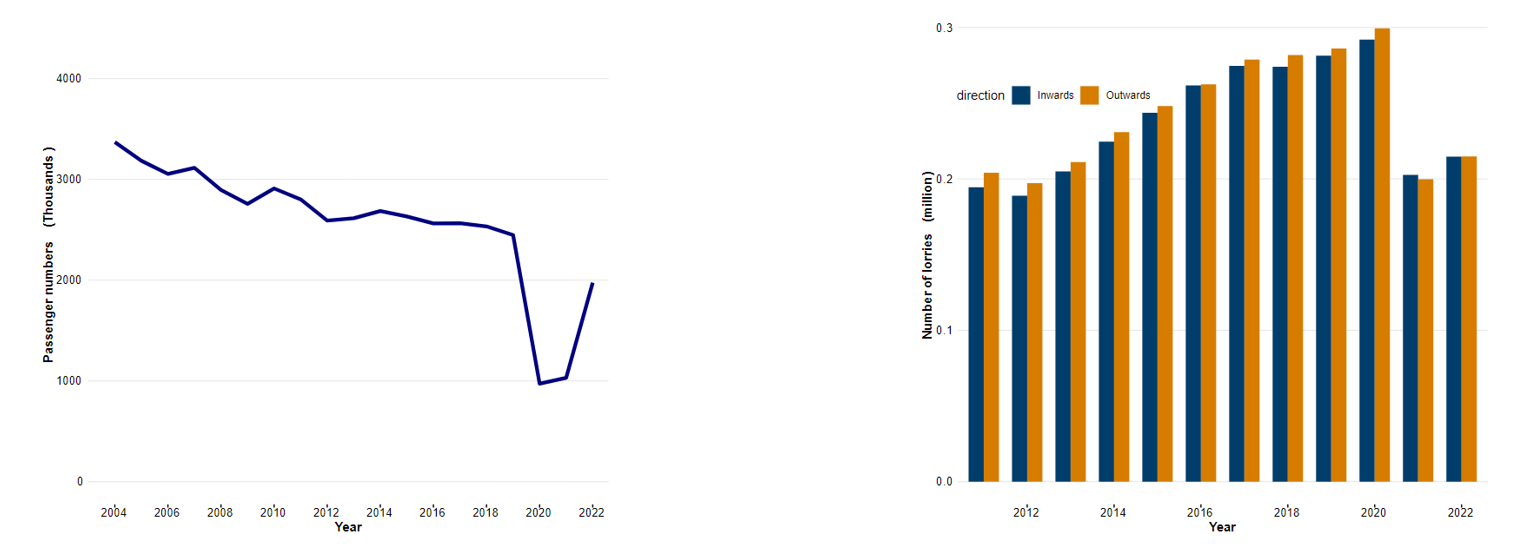 4000
3000
2000
1000
0
Passenger numbers (Thousands )
2004 2006 2008 2010 2012 2014 2016 2018 2020 2022
Year
0.3
0.2
0.1
0.0
Number of lorries (million)
direction Inwards Outwards
2012 2014 2016 2018 2020 2022
Year